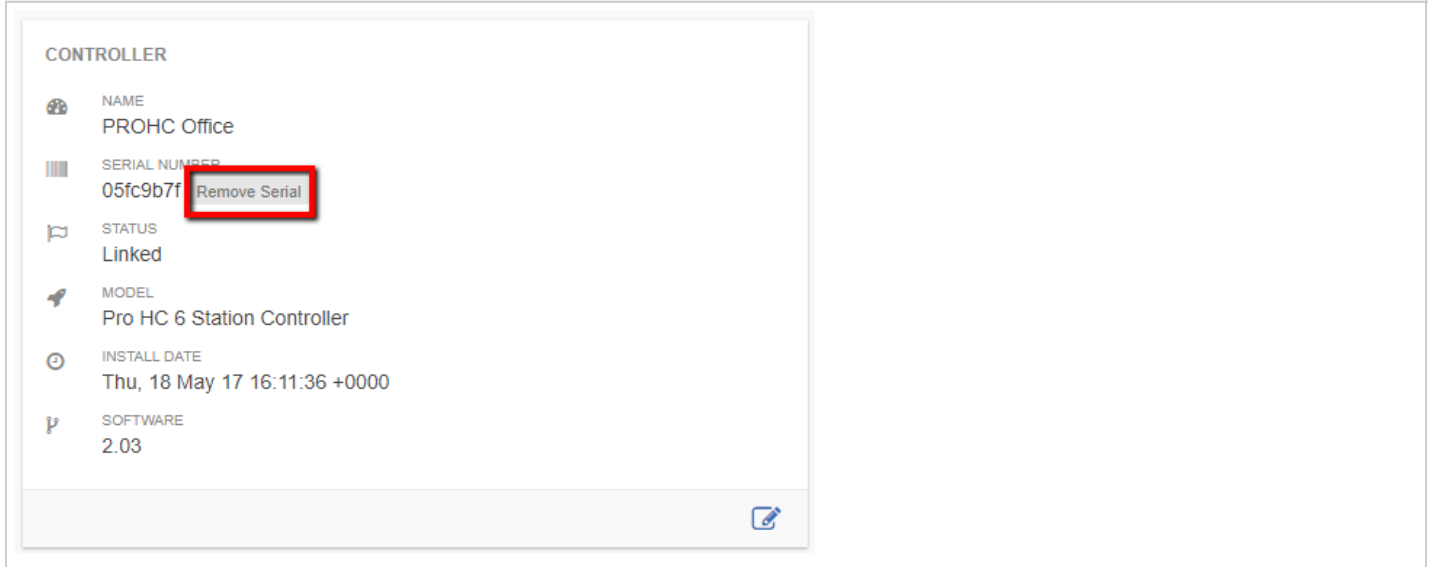 CONTROLLER
NAME
PROHC Office
SERIAL NUMBER
05fc9b7f Remove Serial
STATUS
Linked
MODEL
Pro HC 6 Station Controller
INSTALL DATE
Thu, 18 May 17 16:11:36 +0000
SOFTWARE
2.03